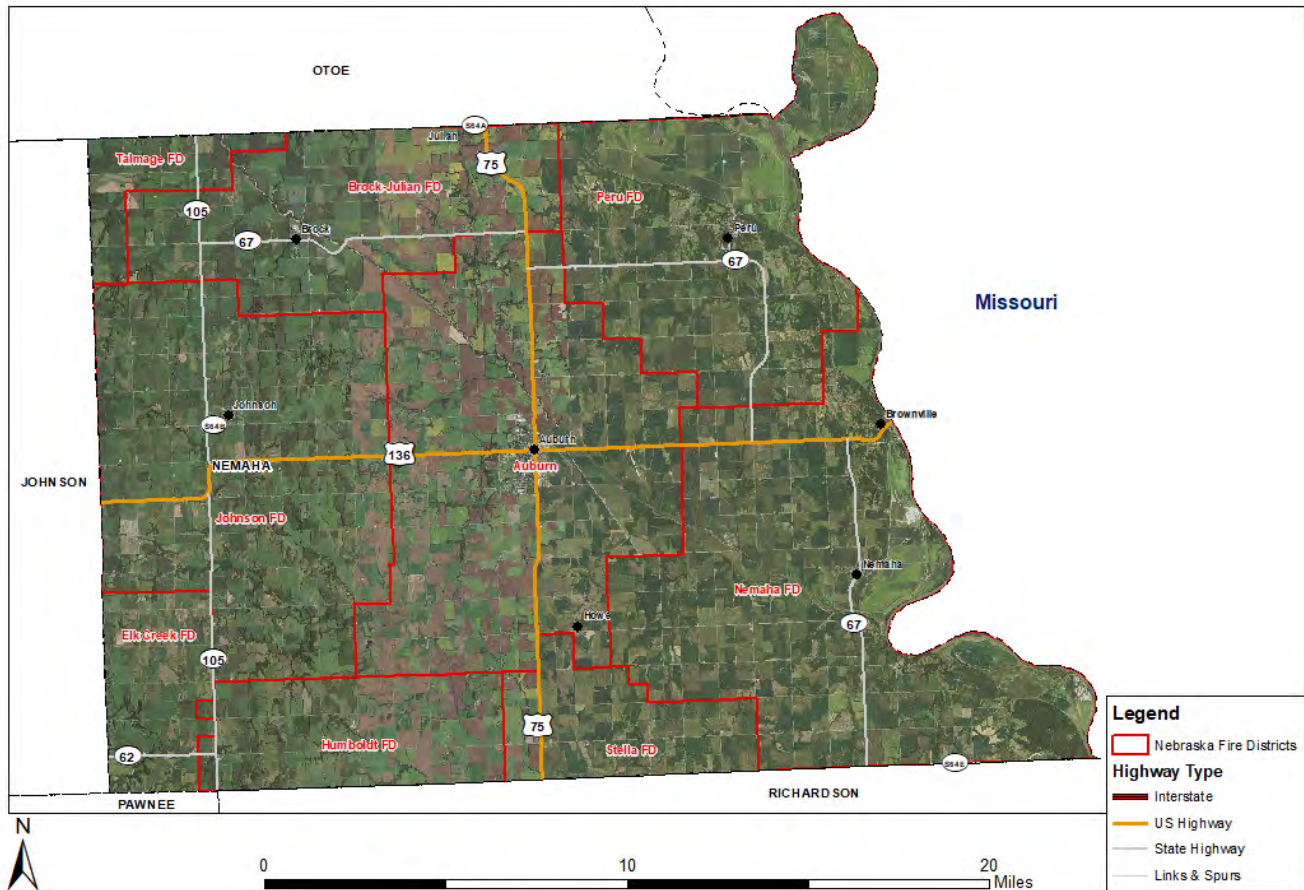 OTOE
S64A
Julian
Talmage FD
75
Brock-Julian FD
Peru FD
105
Brock
67
Peru
67
Missouri
Johnson
S64B
Brownville
Auburn
NEMAHA
136
Auburn
JOHNSON
Johnson FD
Nemaha
Nemaha FD
Howe
67
Elk Creek FD
105
75
Humboldt FD
Stella FD
62
S64E
PAWNEE
RICHARDSON
Legend
Nebraska Fire Districts
Highway Type
Interstate
US Highway
State Highway
Links & Spurs
N
0
10
20
Miles